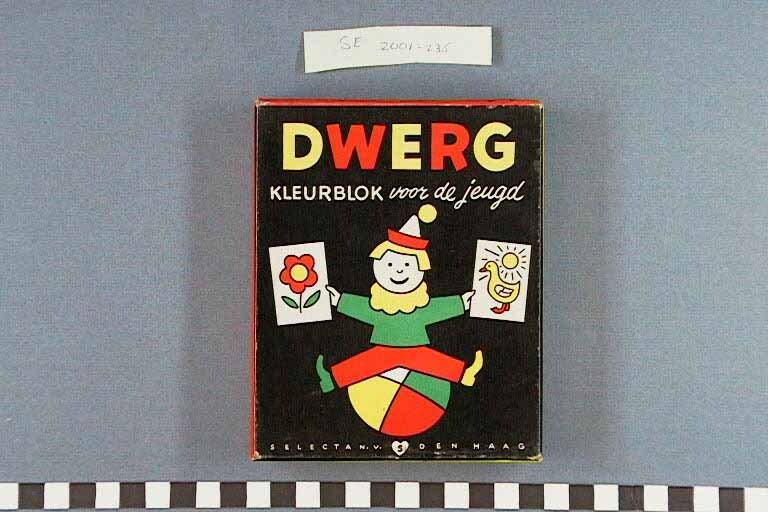 SE 2001-235
DWERG
KLEURBLOK voor de jeugd
SELECTA N.V. S DEN HAAG